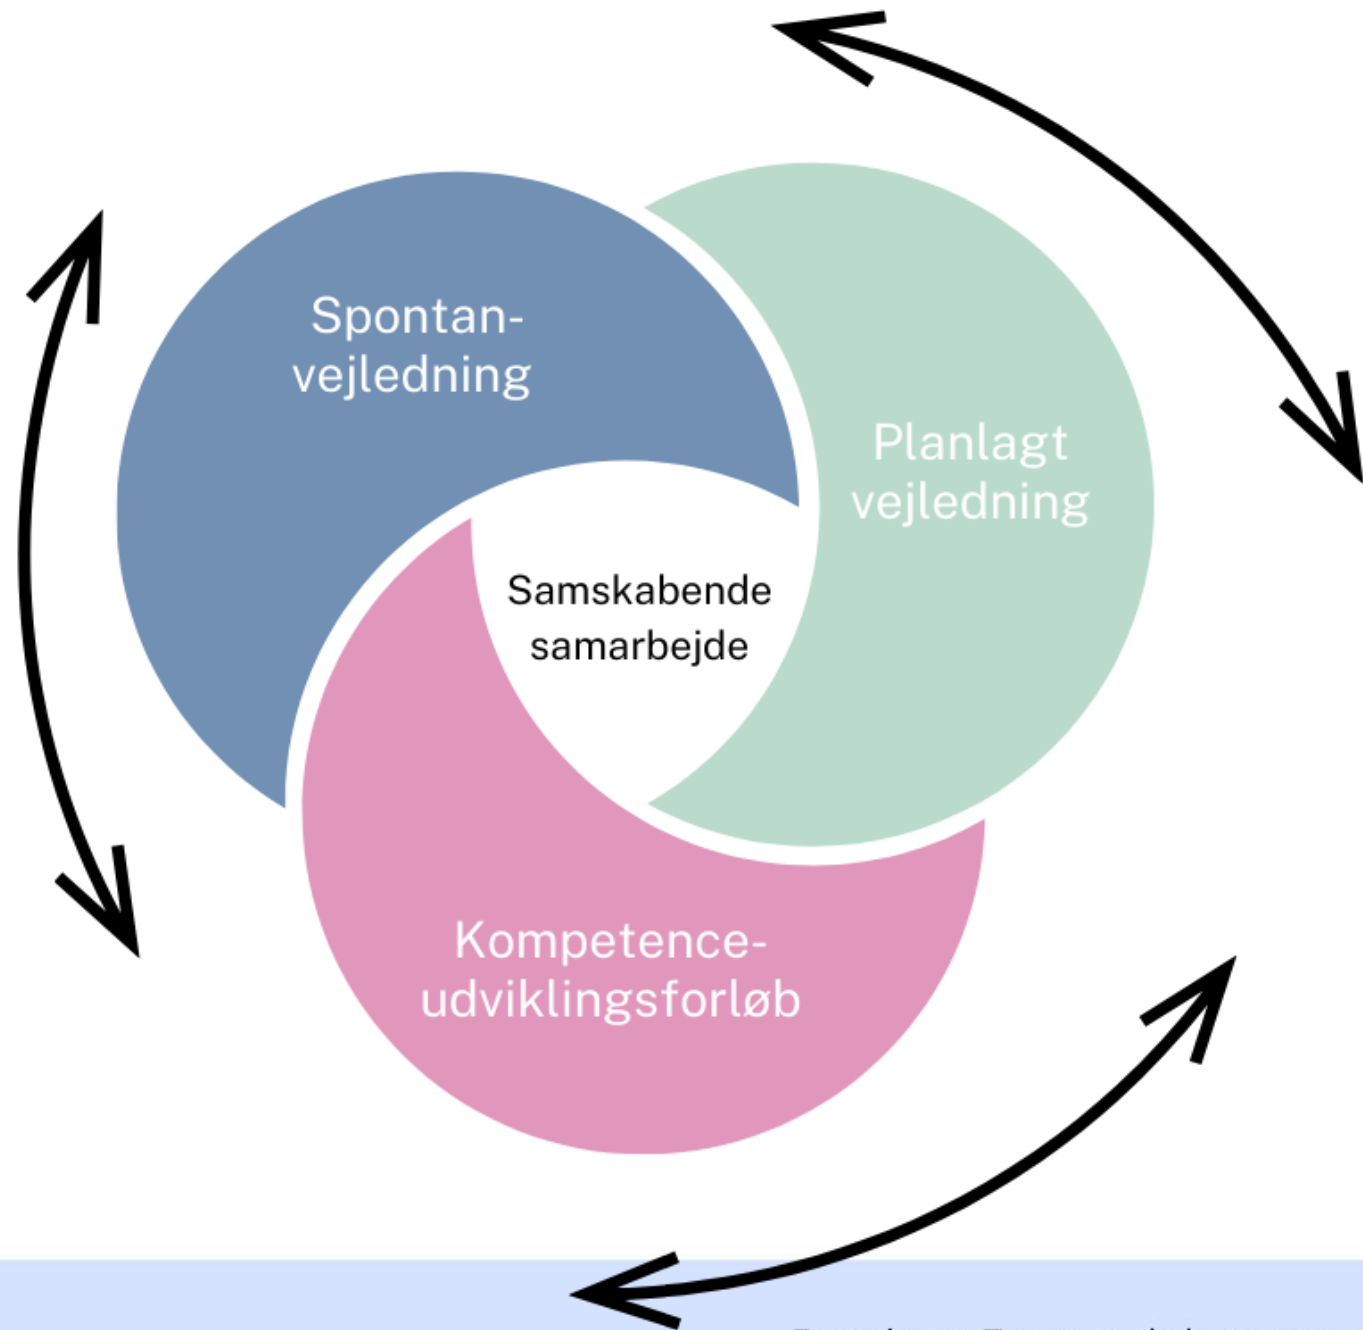 Spontan-
vejledning
Planlagt
vejledning
Samskabende
samarbejde
Kompetence-
udviklingsforløb